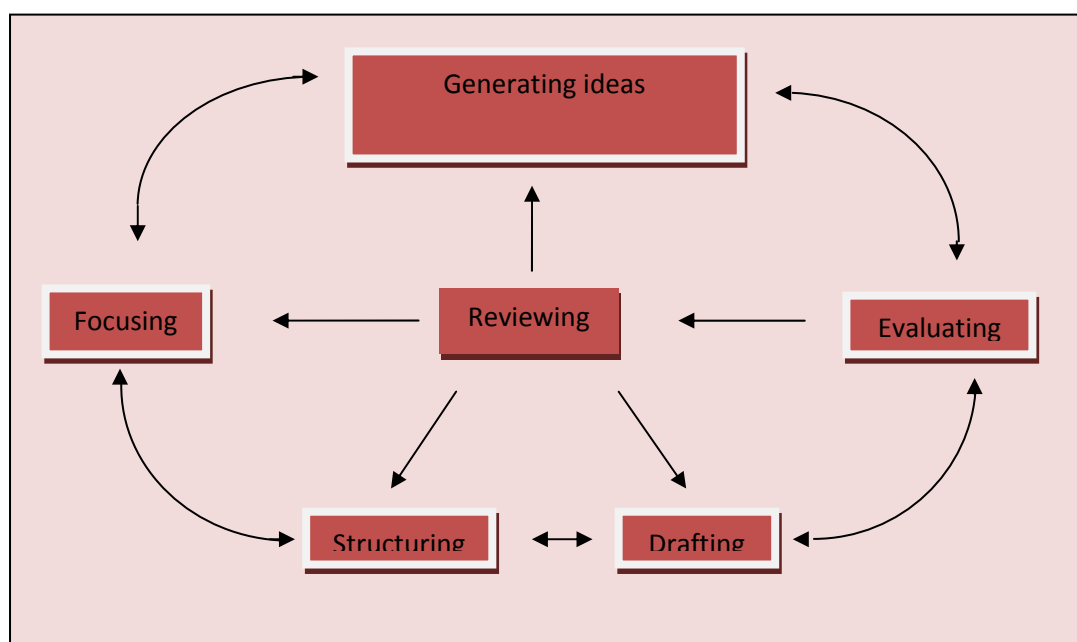 Generating ideas
Focusing
Reviewing
Evaluating
Structuring
Drafting